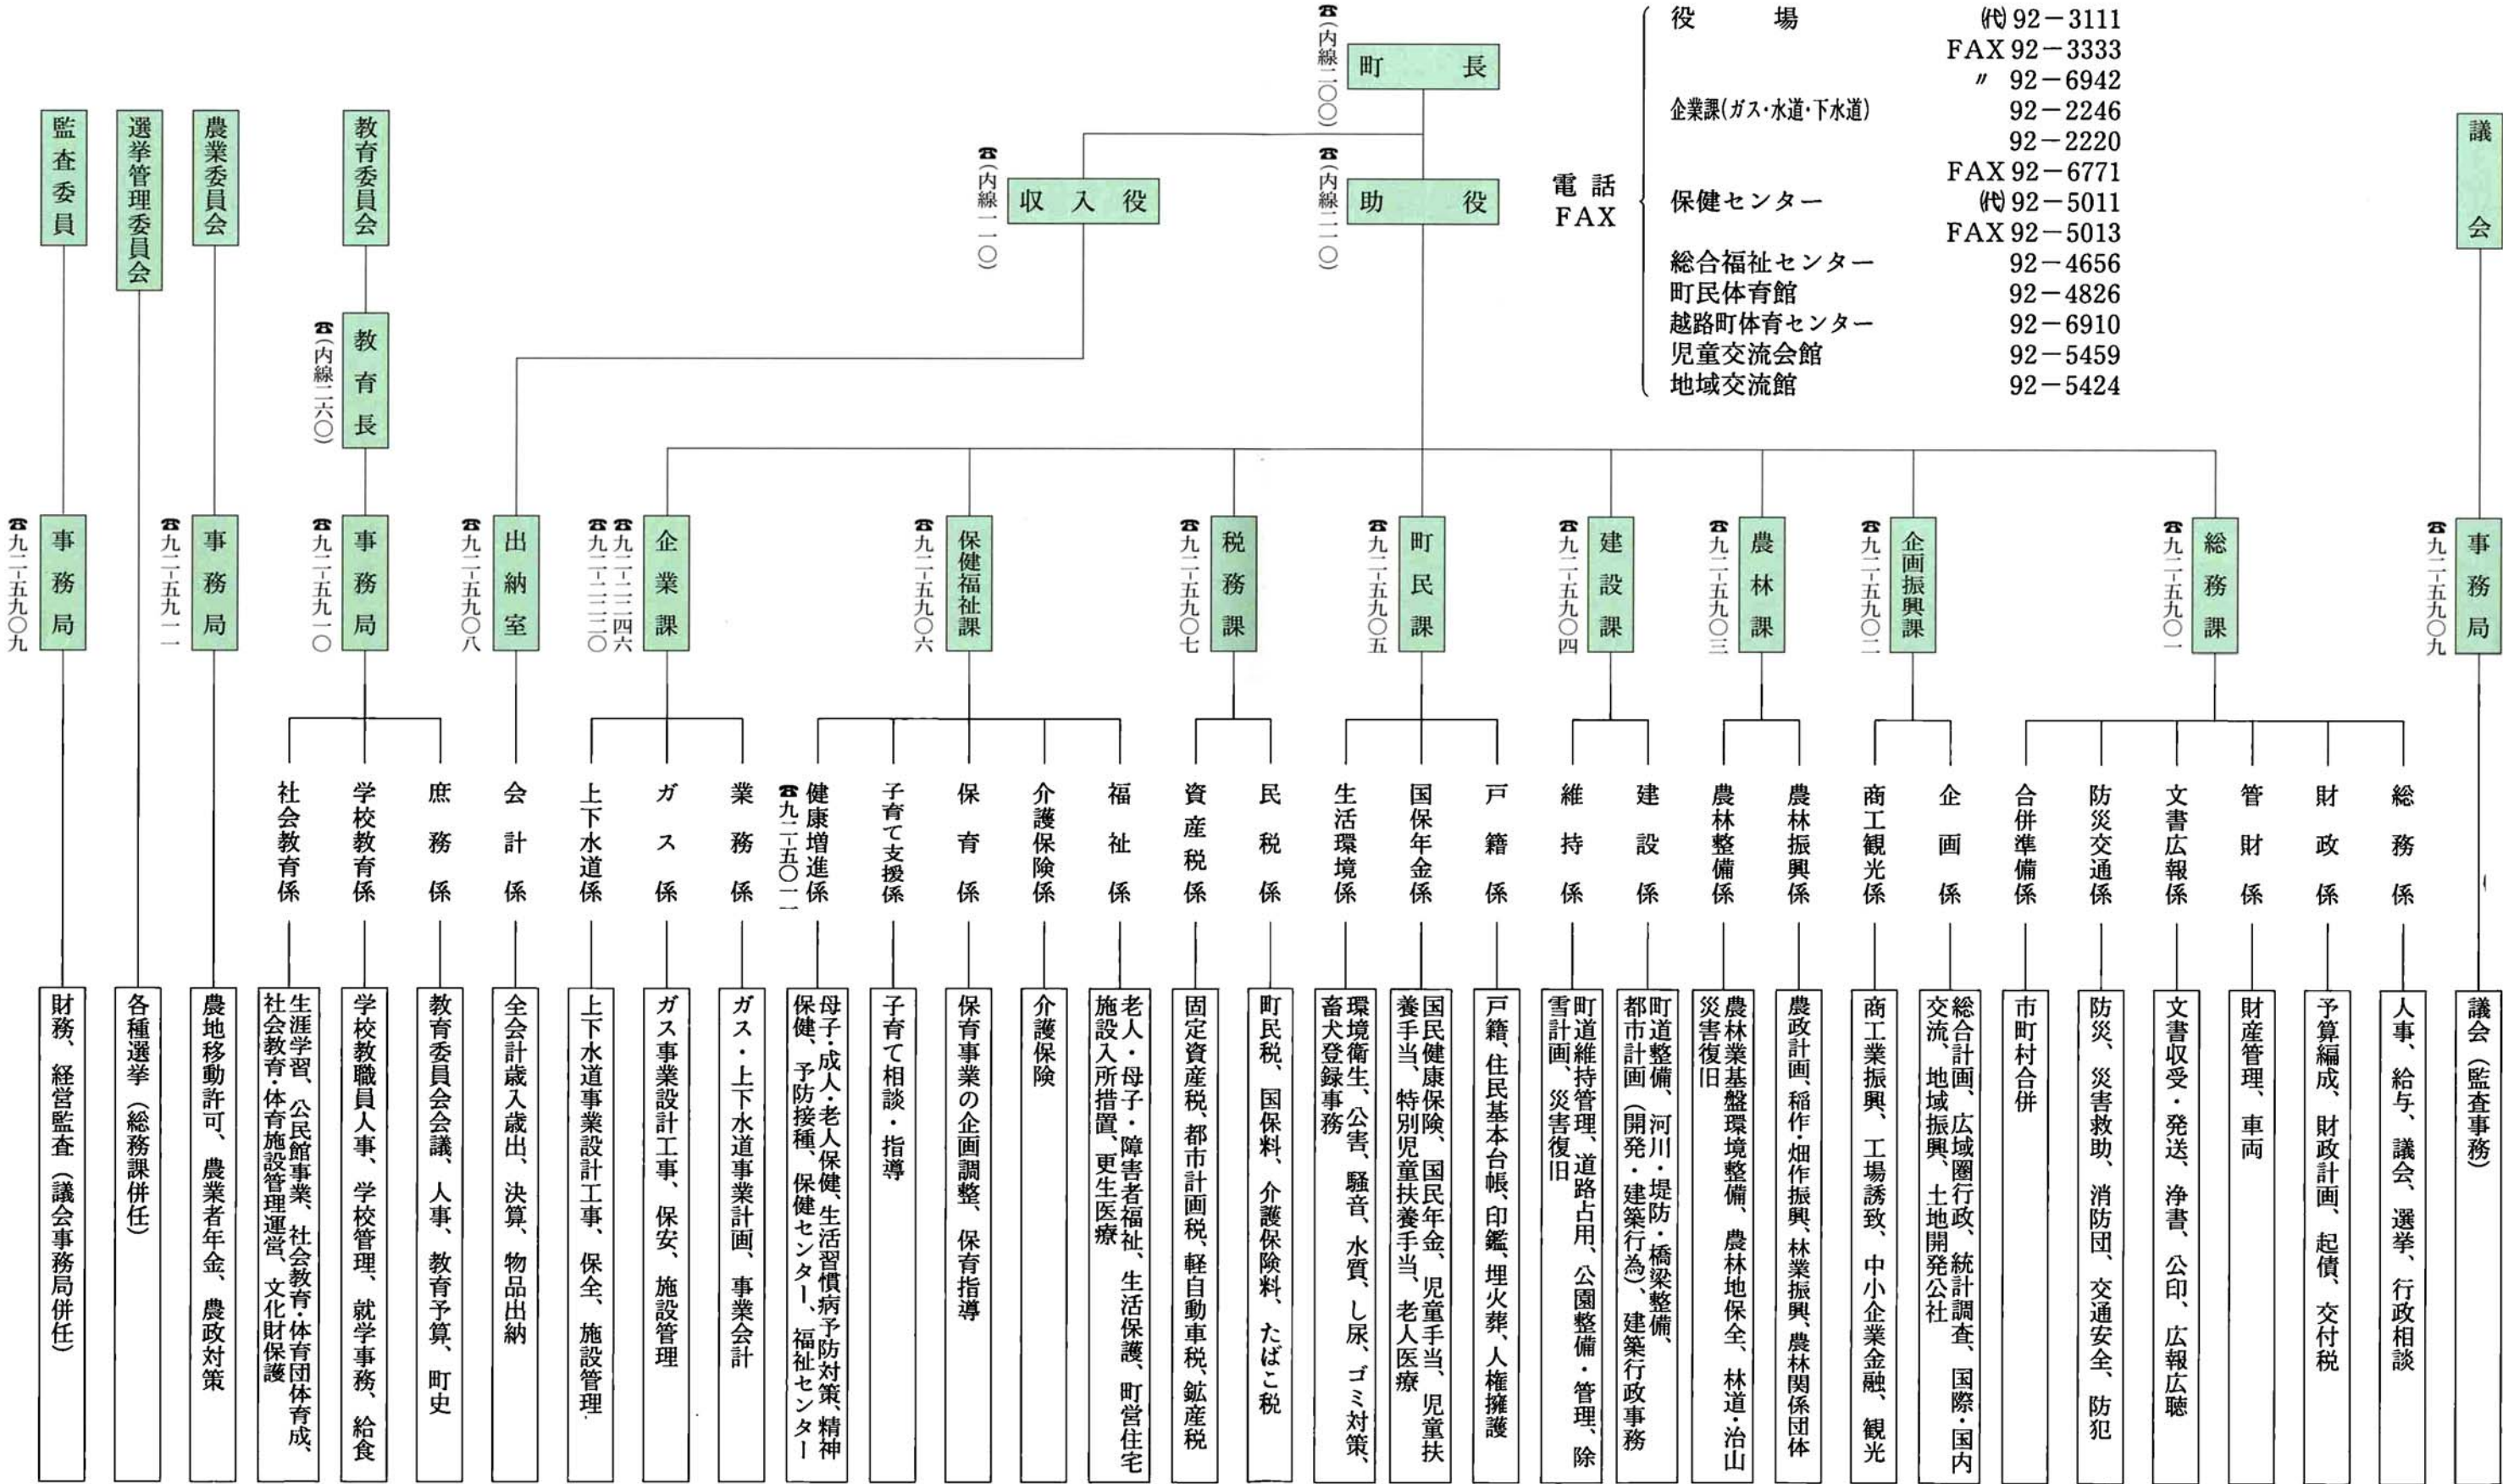 町長
☎(内線二〇〇)
助役
☎(内線二一〇)
収入役
☎(内線一一〇)
電話
FAX
役場 ㈹92−3111
FAX 92−3333
〃 92−6942
企業課(ガス・水道・下水道) 92−2246
92−2220
FAX 92−6771
保健センター ㈹92−5011
FAX 92−5013
総合福祉センター 92−4656
町民体育館 92−4826
越路町体育センター 92−6910
児童交流会館 92−5459
地域交流館 92−5424
議会
事務局
☎九二-五九〇九
議会(監査事務)
総務課
☎九二-五九〇一
総務係
人事、給与、議会、選挙、行政相談
財政係
予算編成、財政計画、起債、交付税
管財係
財産管理、車両
文書広報係
文書収受・発送、浄書、公印、広報広聴
防災交通係
防災、災害救助、消防団、交通安全、防犯
合併準備係
市町村合併
企画振興課
☎九二-五九〇二
企画係
総合計画、広域圏行政、統計調査、国際・国内
交流、地域振興、土地開発公社
商工観光係
商工業振興、工場誘致、中小企業金融、観光
農林課
☎九二-五九〇三
農林振興係
農政計画、稲作・畑作振興、林業振興、農林関係団体
農林整備係
農林業基盤環境整備、農林地保全、林道・治山
災害復旧
建設課
☎九二-五九〇四
建設係
町道整備、河川・堤防・橋梁整備、
都市計画(開発・建築行為)、建築行政事務
維持係
町道維持管理、道路占用、公園整備・管理、除
雪計画、災害復旧
町民課
☎九二-五九〇五
戸籍係
戸籍、住民基本台帳、印鑑、埋火葬、人権擁護
国保年金係
国民健康保険、国民年金、児童手当、児童扶
養手当、特別児童扶養手当、老人医療
生活環境係
環境衛生、公害、騒音、水質、し尿、ゴミ対策、
畜犬登録事務
税務課
☎九二-五九〇七
民税係
町民税、国保料、介護保険料、たばこ税
資産税係
固定資産税、都市計画税、軽自動車税、鉱産税
保健福祉課
☎九二-五九〇六
福祉係
老人・母子・障害者福祉、生活保護、町営住宅
施設入所措置、更生医療
介護保険係
介護保険
保育係
保育事業の企画調整、保育指導
子育て支援係
子育て相談・指導
健康増進係
☎九二-五〇一一
母子・成人・老人保健、生活習慣病予防対策、精神
保健、予防接種、保健センター、福祉センター
企業課
☎九二-二二四六
☎九二-二二二〇
業務係
ガス・上下水道事業計画、事業会計
ガス係
ガス事業設計工事、保安、施設管理
上下水道係
上下水道事業設計工事、保全、施設管理
出納室
☎九二-五九〇八
会計係
全会計歳入歳出、決算、物品出納
教育委員会
教育長
☎(内線二六〇)
事務局
☎九二-五九一〇
庶務係
教育委員会会議、人事、教育予算、町史
学校教育係
学校教職員人事、学校管理、就学事務、給食
社会教育係
生涯学習、公民館事業、社会教育・体育団体育成、
社会教育・体育施設管理運営、文化財保護
農業委員会
事務局
☎九二-五九一一
農地移動許可、農業者年金、農政対策
選挙管理委員会
各種選挙(総務課併任)
監査委員
事務局
☎九二-五九〇九
財務、経営監査(議会事務局併任)